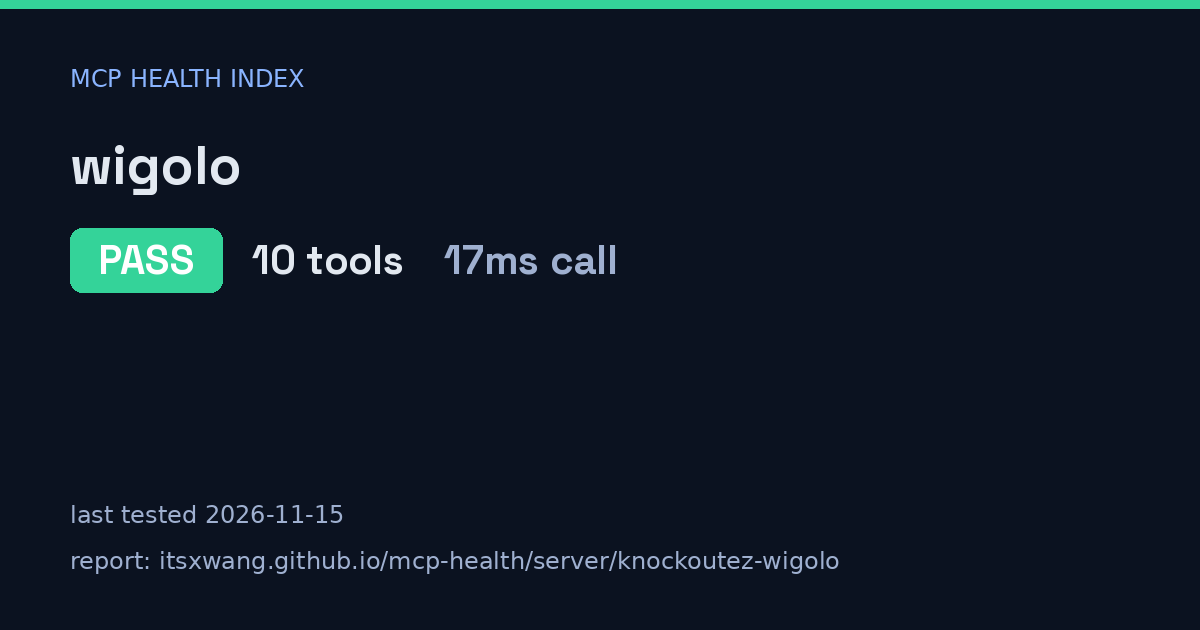 MCP HEALTH INDEX
wigolo
PASS 10 tools 17ms call
last tested 2026-11-15
report: itsxwang.github.io/mcp-health/server/knockoutez-wigolo